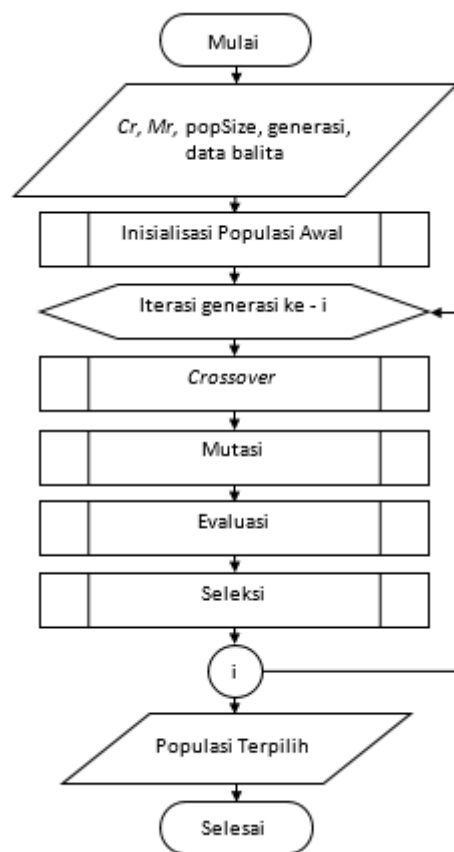 Mulai
Cr, Mr, popSize, generasi,
data balita
Inisialisasi Populasi Awal
Iterasi generasi ke - i
Crossover
Mutasi
Evaluasi
Seleksi
i
Populasi Terpilih
Selesai